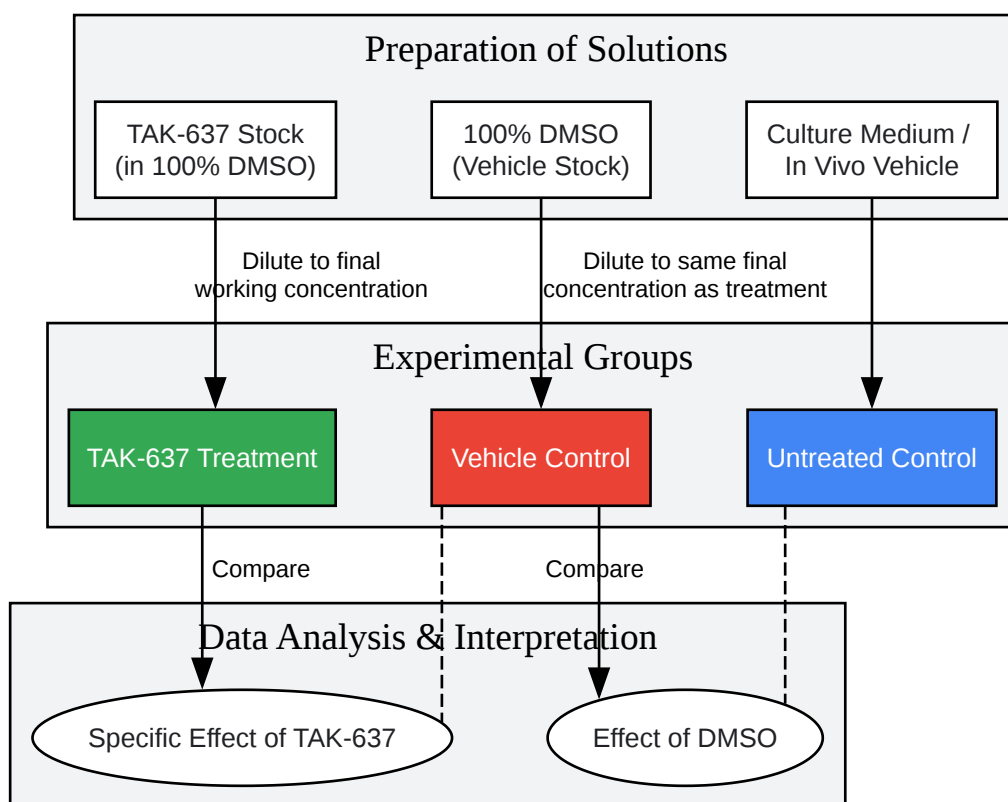 Preparation of Solutions
TAK-637 Stock
(in 100% DMSO)
100% DMSO
(Vehicle Stock)
Culture Medium /
In Vivo Vehicle
Dilute to final
working concentration
Dilute to same final
concentration as treatment
Experimental Groups
TAK-637 Treatment
Vehicle Control
Untreated Control
Compare
Compare
Data Analysis & Interpretation
Specific Effect of TAK-637
Effect of DMSO